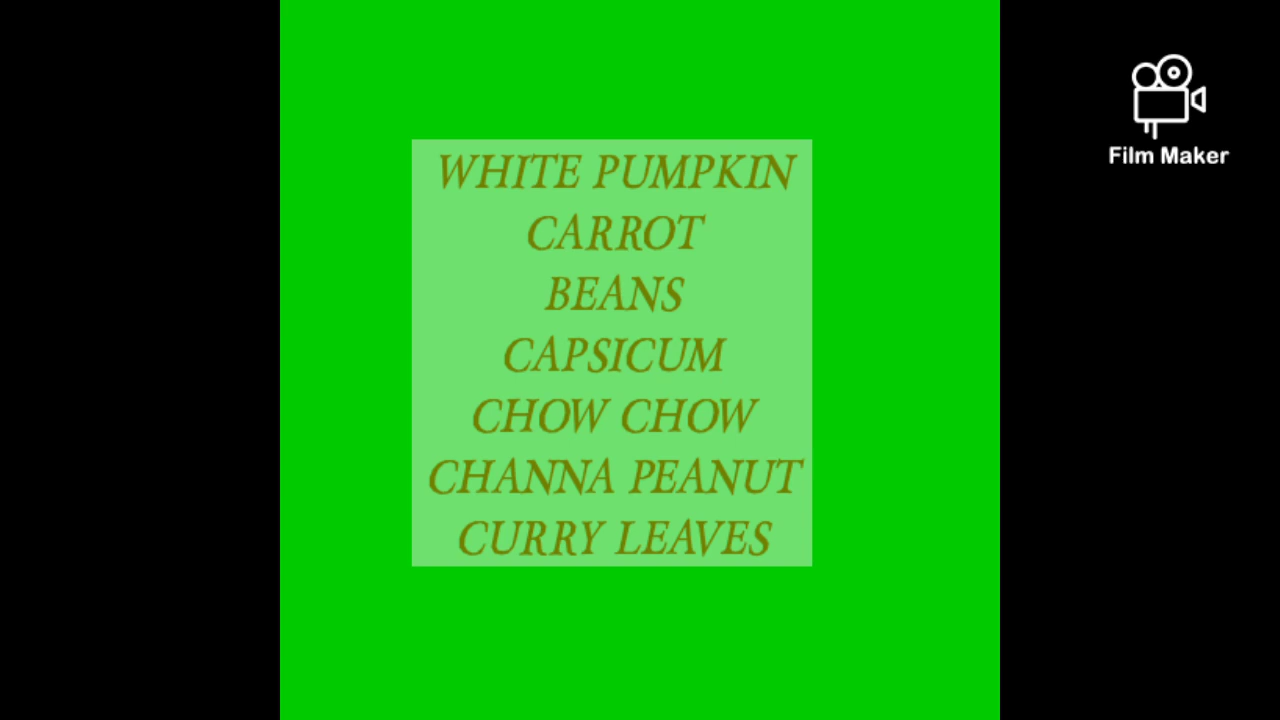 WHITE PUMPKIN
CARROT
BEANS
CAPSICUM
CHOW CHOW
CHANNA PEANUT
CURRY LEAVES
Film Maker